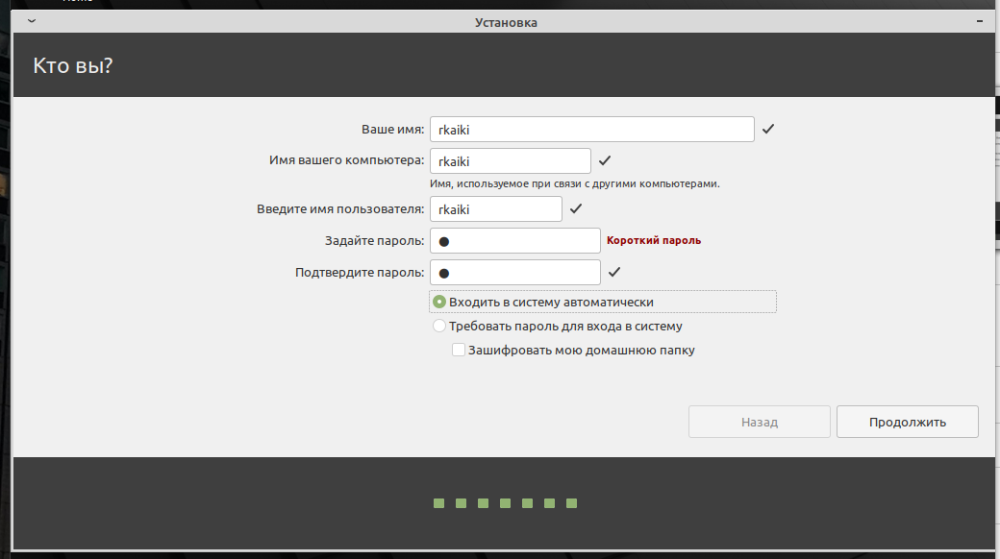 Установка
Кто вы?
Ваше имя: rkaiki
Имя вашего компьютера: rkaiki
Имя, используемое при связи с другими компьютерами.
Введите имя пользователя: rkaiki
Задайте пароль: ● Короткий пароль
Подтвердите пароль: ●
Входить в систему автоматически
Требовать пароль для входа в систему
Зашифровать мою домашнюю папку
Назад Продолжить